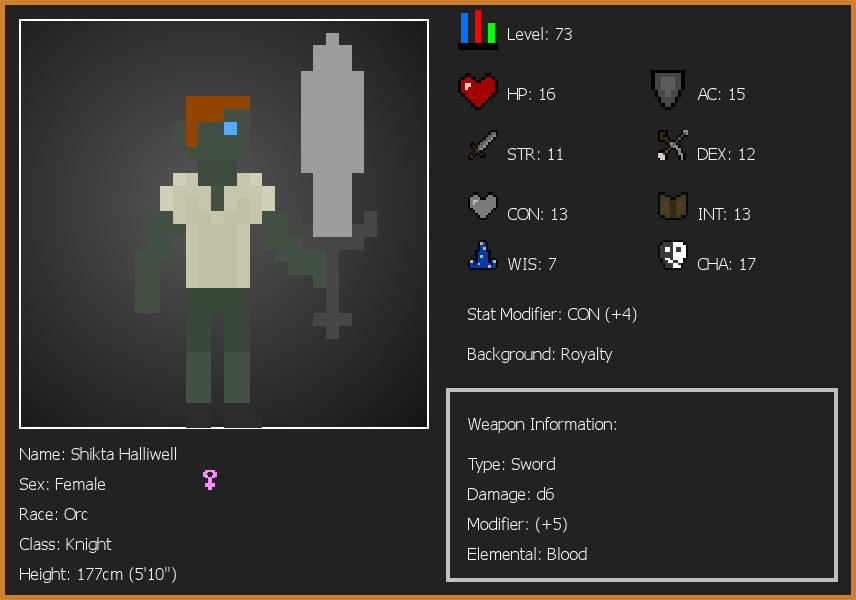 Level: 73
HP: 16
AC: 15
STR: 11
DEX: 12
CON: 13
INT: 13
WIS: 7
CHA: 17
Stat Modifier: CON (+4)
Background: Royalty
Weapon Information:
Type: Sword
Damage: d6
Modifier: (+5)
Elemental: Blood
Name: Shikta Halliwell
Sex: Female
Race: Orc
Class: Knight
Height: 177cm (5'10")